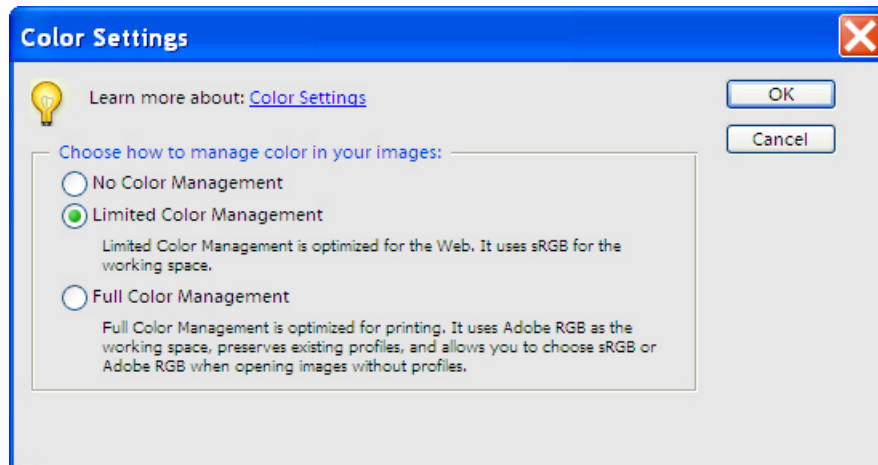 Color Settings
Learn more about: Color Settings
OK
Cancel
Choose how to manage color in your images:
No Color Management
Limited Color Management
Limited Color Management is optimized for the Web. It uses sRGB for the
working space.
Full Color Management
Full Color Management is optimized for printing. It uses Adobe RGB as the
working space, preserves existing profiles, and allows you to choose sRGB or
Adobe RGB when opening images without profiles.